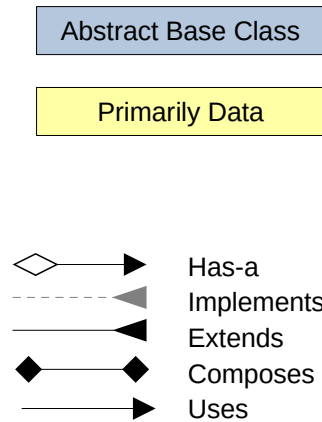 Abstract Base Class
Primarily Data
Has-a
Implements
Extends
Composes
Uses